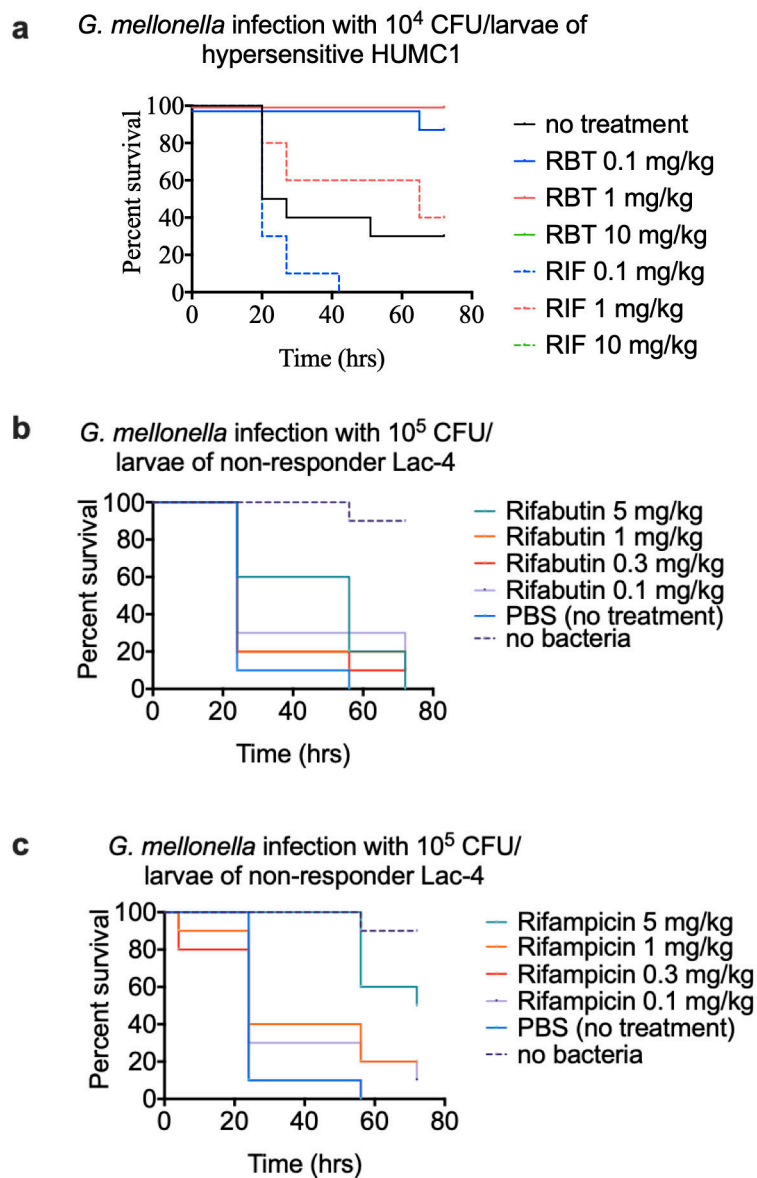 a
G. mellonella infection with 10⁴ CFU/larvae of
hypersensitive HUMC1
Percent survival
100
80
60
40
20
0
0 20 40 60 80
Time (hrs)
no treatment
RBT 0.1 mg/kg
RBT 1 mg/kg
RBT 10 mg/kg
RIF 0.1 mg/kg
RIF 1 mg/kg
RIF 10 mg/kg
b
G. mellonella infection with 10⁵ CFU/
larvae of non-responder Lac-4
Percent survival
100
80
60
40
20
0
0 20 40 60 80
Time (hrs)
Rifabutin 5 mg/kg
Rifabutin 1 mg/kg
Rifabutin 0.3 mg/kg
Rifabutin 0.1 mg/kg
PBS (no treatment)
no bacteria
c
G. mellonella infection with 10⁵ CFU/
larvae of non-responder Lac-4
Percent survival
100
80
60
40
20
0
0 20 40 60 80
Time (hrs)
Rifampicin 5 mg/kg
Rifampicin 1 mg/kg
Rifampicin 0.3 mg/kg
Rifampicin 0.1 mg/kg
PBS (no treatment)
no bacteria